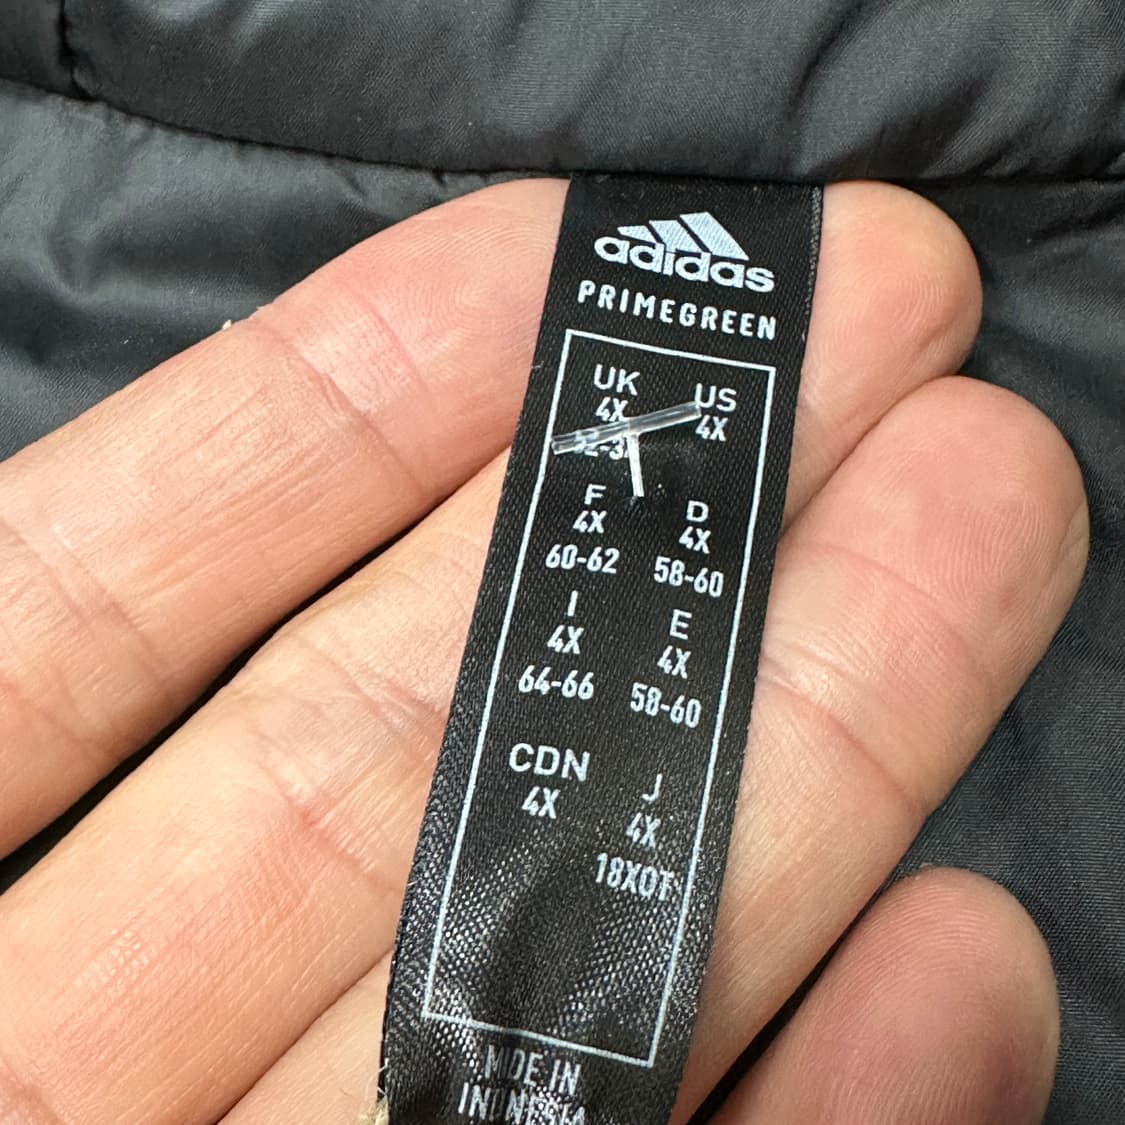 adidas
PRIMEGREEN
UK US
4X 4X
F D
4X 4X
60-62 58-60
I E
4X 4X
64-66 58-60
CDN J
4X 4X
18XOT
MADE IN
INDONESIA